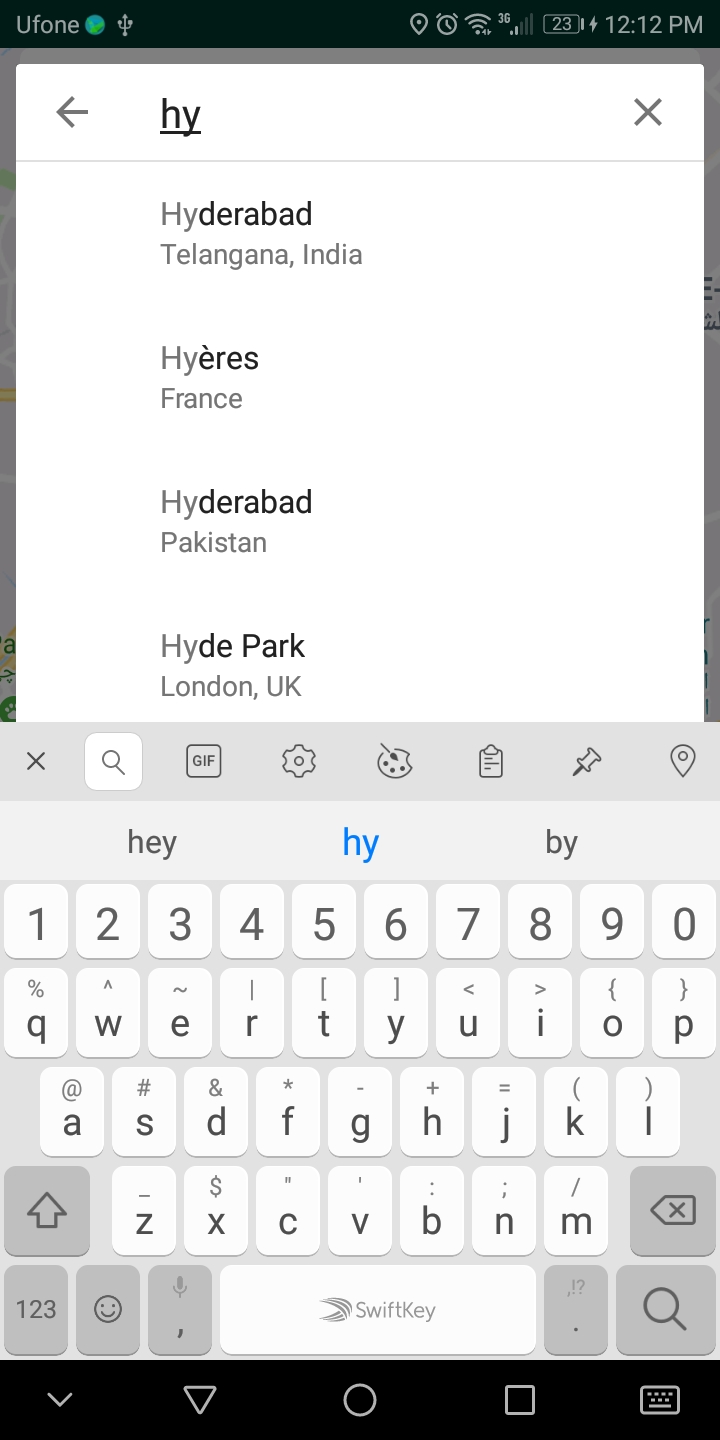 Ufone 3G 23 12:12 PM
hy
Hyderabad
Telangana, India
Hyères
France
Hyderabad
Pakistan
Hyde Park
London, UK
GIF
hey hy by
1 2 3 4 5 6 7 8 9 0
% ^ ~ | [ ] < > { }
q w e r t y u i o p
@ # & * - + = ( )
a s d f g h j k l
_ $ " ' : ; /
z x c v b n m
,!?
123 , SwiftKey .